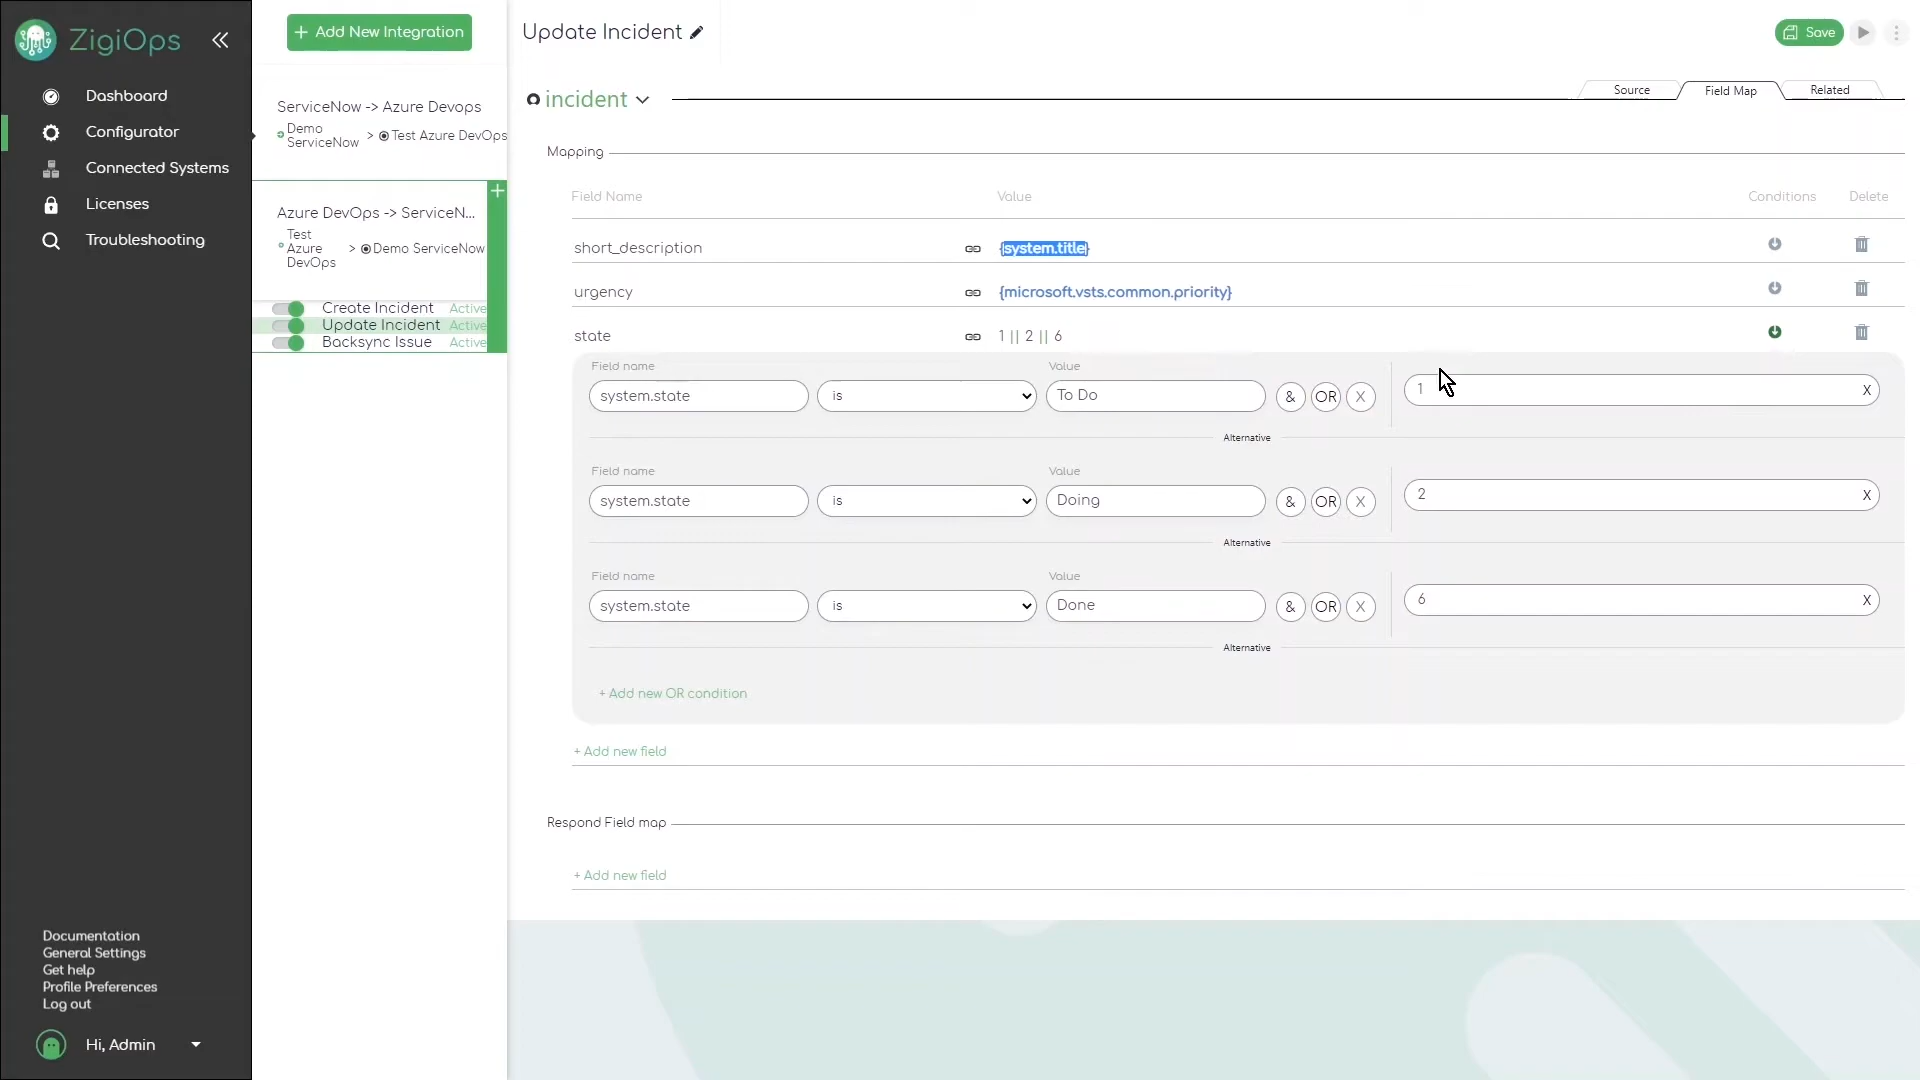 ZigiOps
Dashboard
Configurator
Connected Systems
Licenses
Troubleshooting
Documentation
General Settings
Get help
Profile Preferences
Log out
Hi, Admin
+ Add New Integration
ServiceNow -> Azure Devops
Demo
ServiceNow
> Test Azure DevOps
Azure DevOps -> ServiceN...
Test
Azure
DevOps
> Demo ServiceNow
Create Incident Active
Update Incident Active
Backsync Issue Active
Update Incident
Save
incident
Source Field Map Related
Mapping
Field Name Value Conditions Delete
short_description {system.title}
urgency {microsoft.vsts.common.priority}
state 1 || 2 || 6
Field name Value
system.state is To Do & OR X 1 X
Alternative
Field name Value
system.state is Doing & OR X 2 X
Alternative
Field name Value
system.state is Done & OR X 6 X
Alternative
+ Add new OR condition
+ Add new field
Respond Field map
+ Add new field